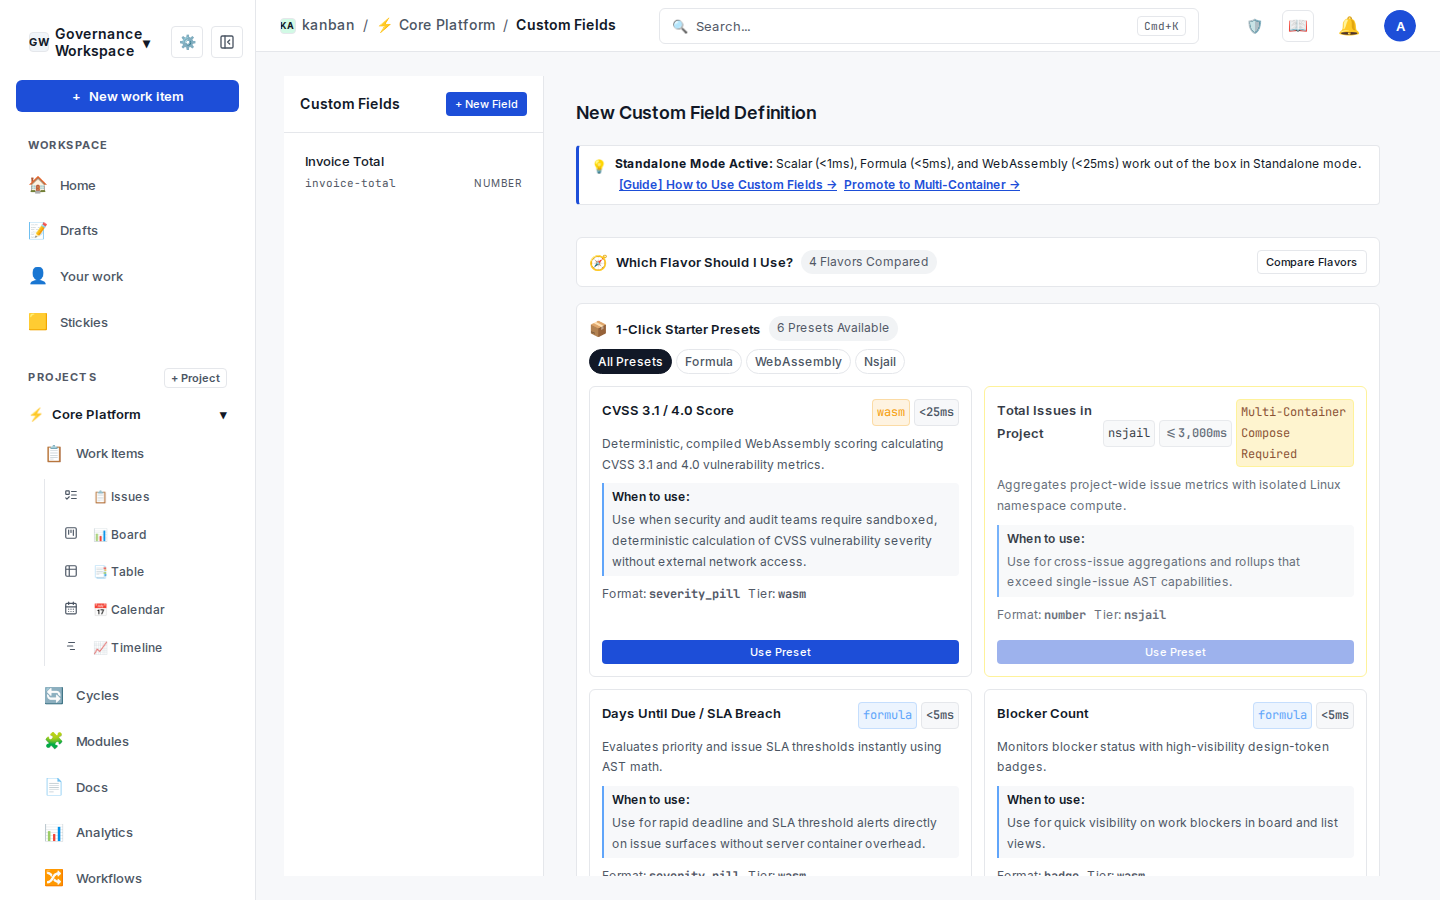 GW Governance Workspace ▾
+ New work item
WORKSPACE
Home
Drafts
Your work
Stickies
PROJECTS
+ Project
Core Platform ▾
Work Items
Issues
Board
Table
Calendar
Timeline
Cycles
Modules
Docs
Analytics
Workflows
KA kanban / ⚡ Core Platform / Custom Fields
Search...
Cmd+K
A
Custom Fields
+ New Field
Invoice Total
invoice-total
NUMBER
New Custom Field Definition
Standalone Mode Active: Scalar (<1ms), Formula (<5ms), and WebAssembly (<25ms) work out of the box in Standalone mode.
[Guide] How to Use Custom Fields → Promote to Multi-Container →
Which Flavor Should I Use? 4 Flavors Compared
Compare Flavors
1-Click Starter Presets 6 Presets Available
All Presets Formula WebAssembly Nsjail
CVSS 3.1 / 4.0 Score wasm <25ms
Deterministic, compiled WebAssembly scoring calculating
CVSS 3.1 and 4.0 vulnerability metrics.
When to use:
Use when security and audit teams require sandboxed,
deterministic calculation of CVSS vulnerability severity
without external network access.
Format: severity_pill Tier: wasm
Use Preset
Total Issues in
Project
nsjail ≤3,000ms
Multi-Container
Compose
Required
Aggregates project-wide issue metrics with isolated Linux
namespace compute.
When to use:
Use for cross-issue aggregations and rollups that
exceed single-issue AST capabilities.
Format: number Tier: nsjail
Use Preset
Days Until Due / SLA Breach formula <5ms
Evaluates priority and issue SLA thresholds instantly using
AST math.
When to use:
Use for rapid deadline and SLA threshold alerts directly
on issue surfaces without server container overhead.
Format: severity_pill Tier: wasm
Blocker Count formula <5ms
Monitors blocker status with high-visibility design-token
badges.
When to use:
Use for quick visibility on work blockers in board and list
views.
Format: badge Tier: wasm